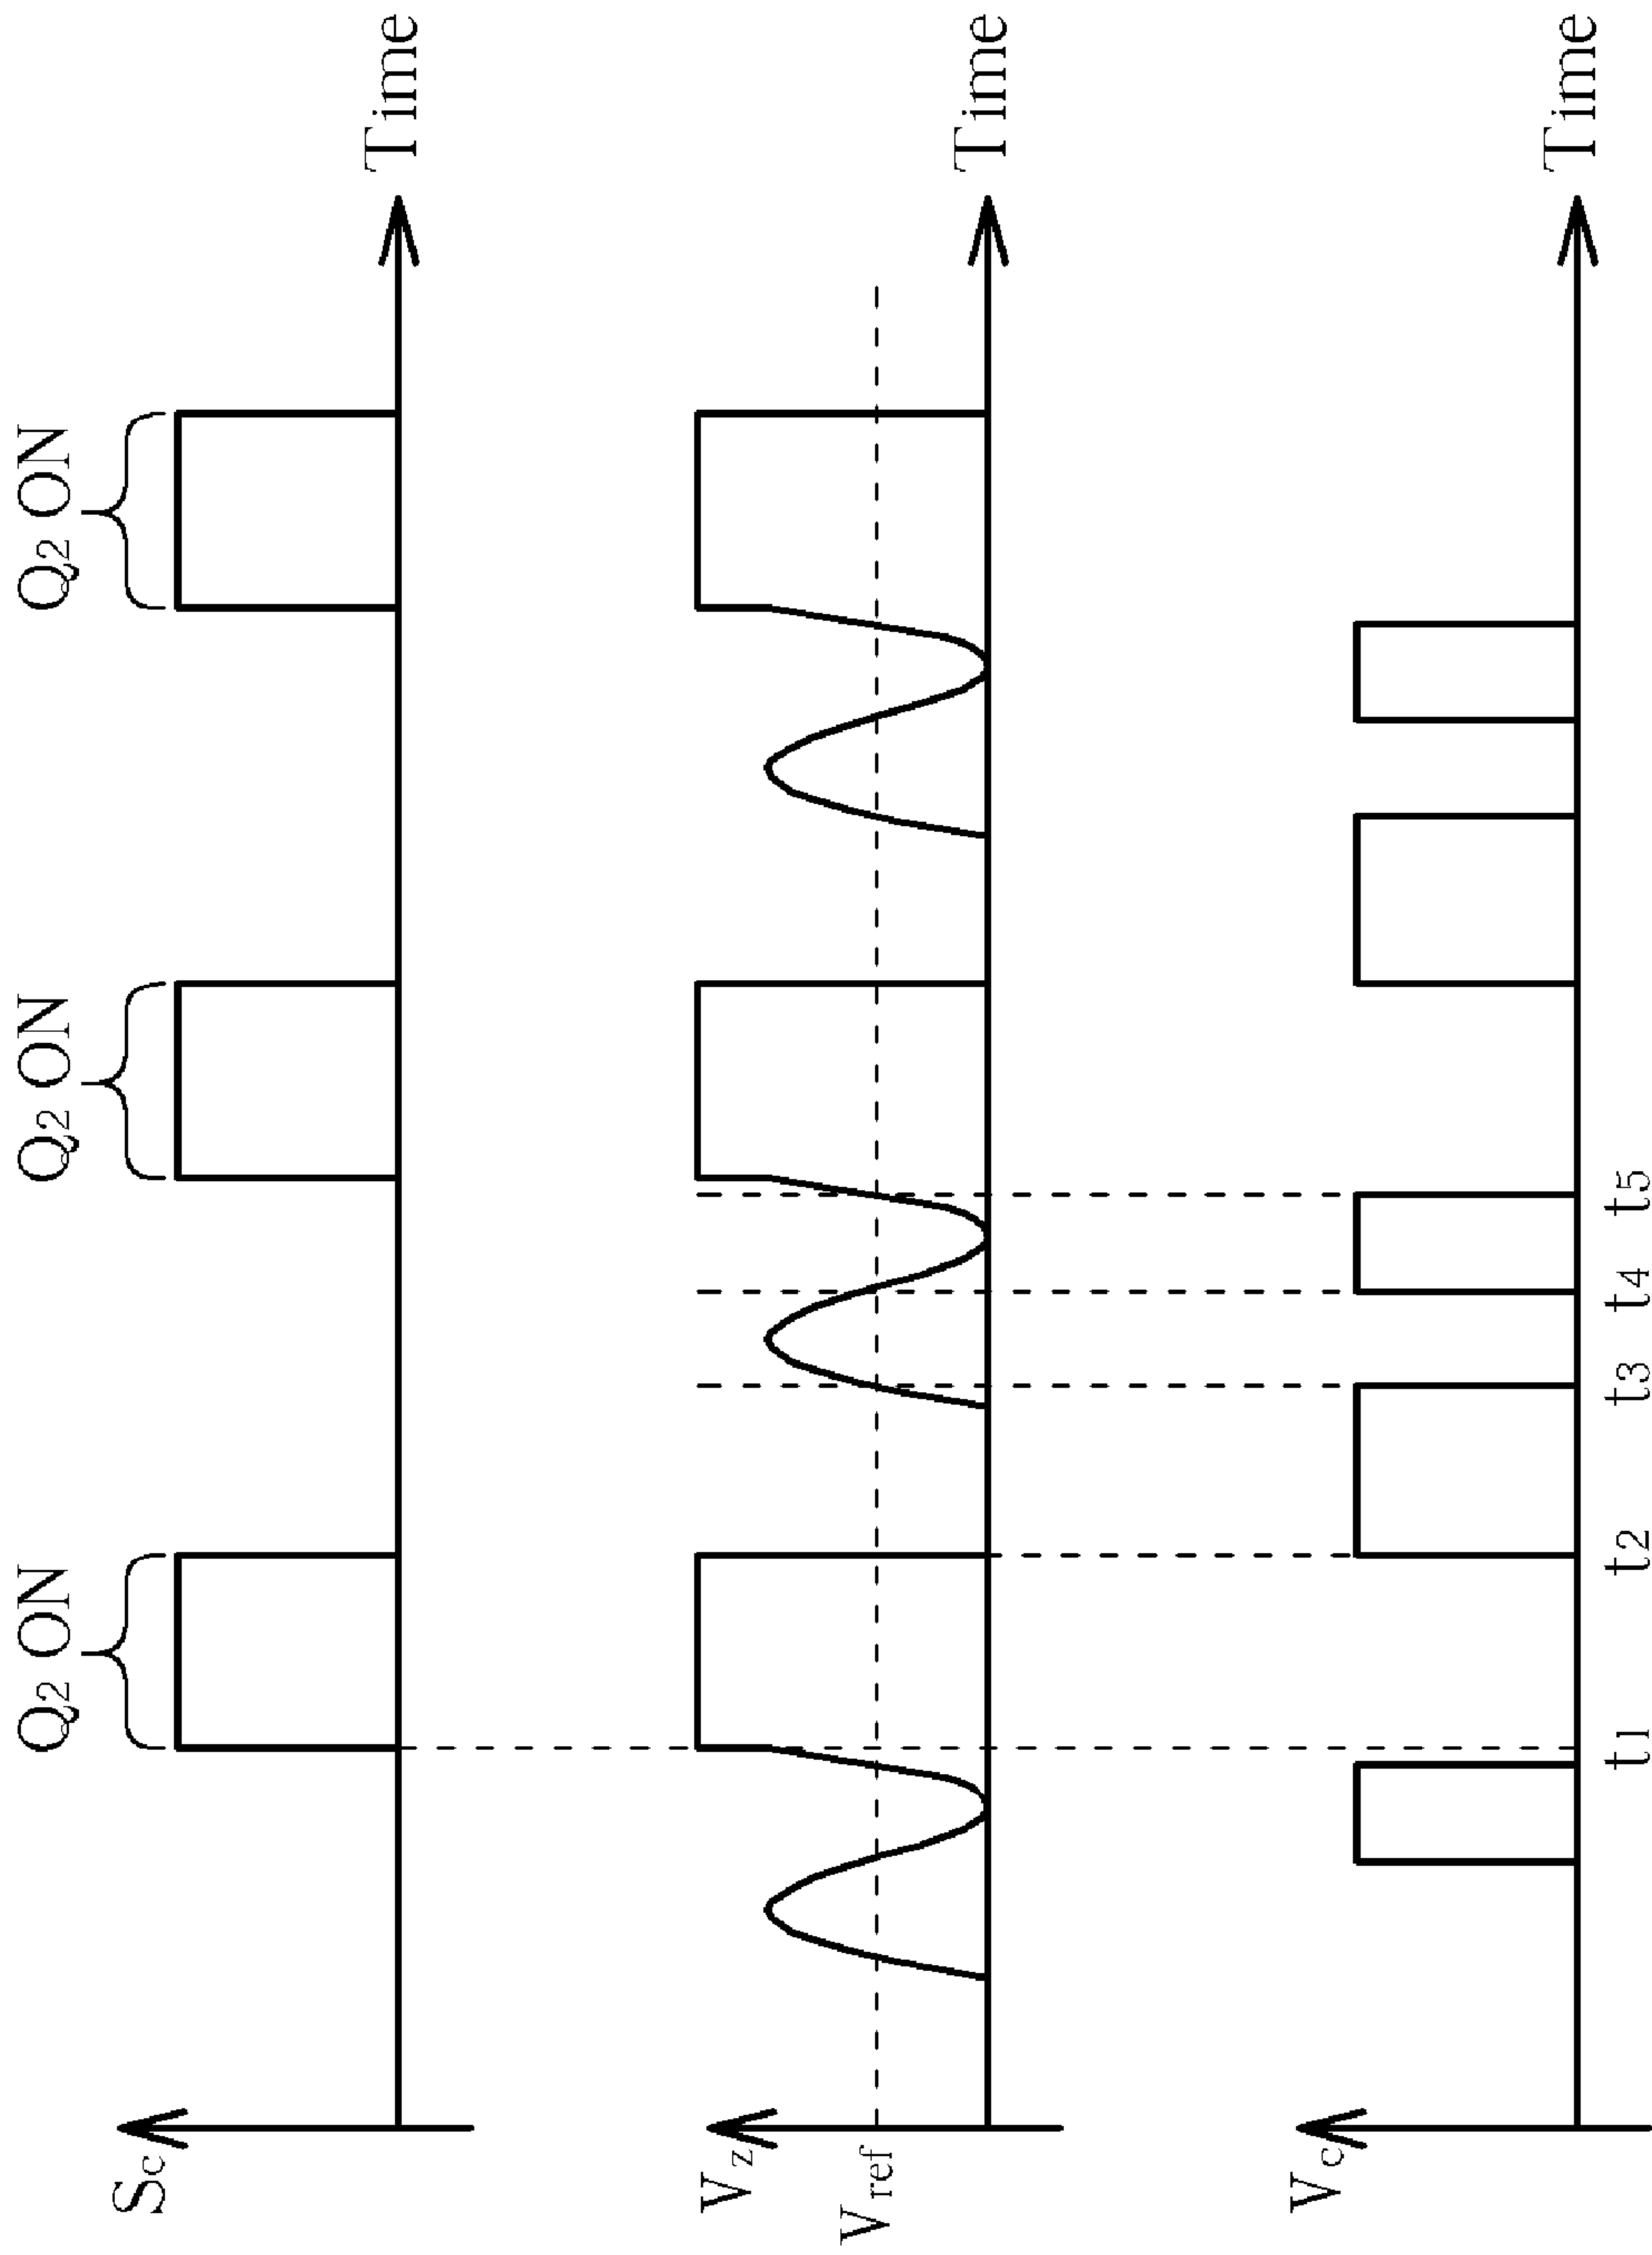 Q2 ON Q2 ON Q2 ON
Sc
Time
Vz
Vref
Time
Vc
Time
t1 t2 t3 t4 t5